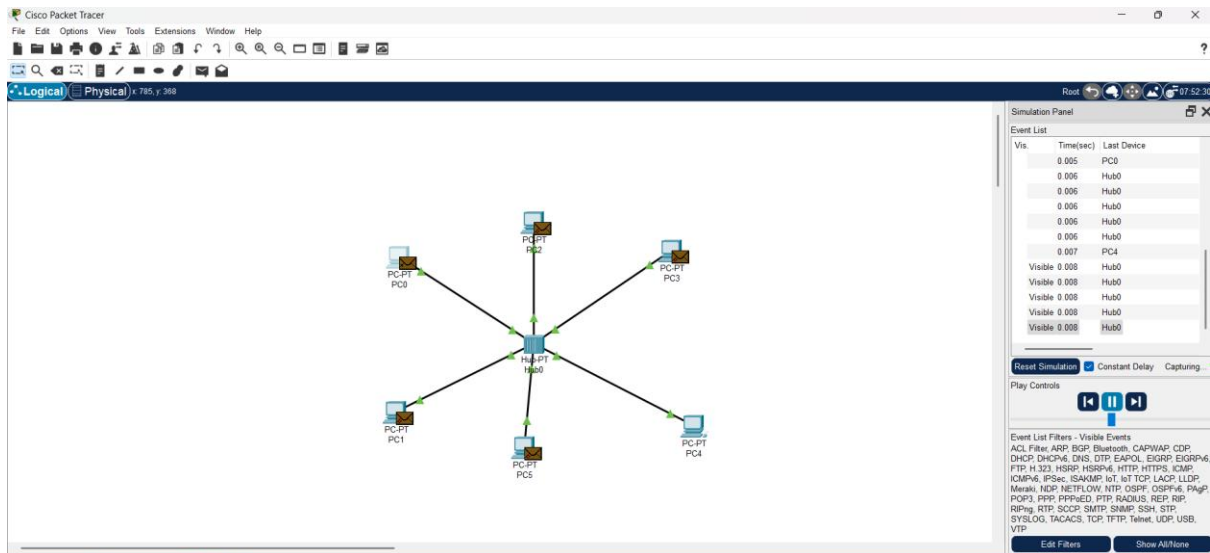 Cisco Packet Tracer
File Edit Options View Tools Extensions Window Help
?
Logical Physical x: 785, y: 368 Root 07:52:30
Simulation Panel
Event List
Vis. Time(sec) Last Device
0.005 PC0
0.006 Hub0
0.006 Hub0
0.006 Hub0
0.006 Hub0
0.006 Hub0
0.007 PC4
Visible 0.008 Hub0
Visible 0.008 Hub0
Visible 0.008 Hub0
Visible 0.008 Hub0
Visible 0.008 Hub0
Reset Simulation Constant Delay Capturing...
Play Controls
Event List Filters - Visible Events
ACL Filter, ARP, BGP, Bluetooth, CAPWAP, CDP,
DHCP, DHCPv6, DNS, DTP, EAPOL, EIGRP, EIGRPv6,
FTP, H.323, HSRP, HSRPv6, HTTP, HTTPS, ICMP,
ICMPv6, IPSec, ISAKMP, IoT, IoT TCP, LACP, LLDP,
Meraki, NDP, NETFLOW, NTP, OSPF, OSPFv6, PAgP,
POP3, PPP, PPPoED, PTP, RADIUS, REP, RIP,
RIPng, RTP, SCCP, SMTP, SNMP, SSH, STP,
SYSLOG, TACACS, TCP, TFTP, Telnet, UDP, USB,
VTP
Edit Filters Show All/None
PC-PT
PC2
PC-PT
PC0
PC-PT
PC3
Hub-PT
Hub0
PC-PT
PC1
PC-PT
PC4
PC-PT
PC5